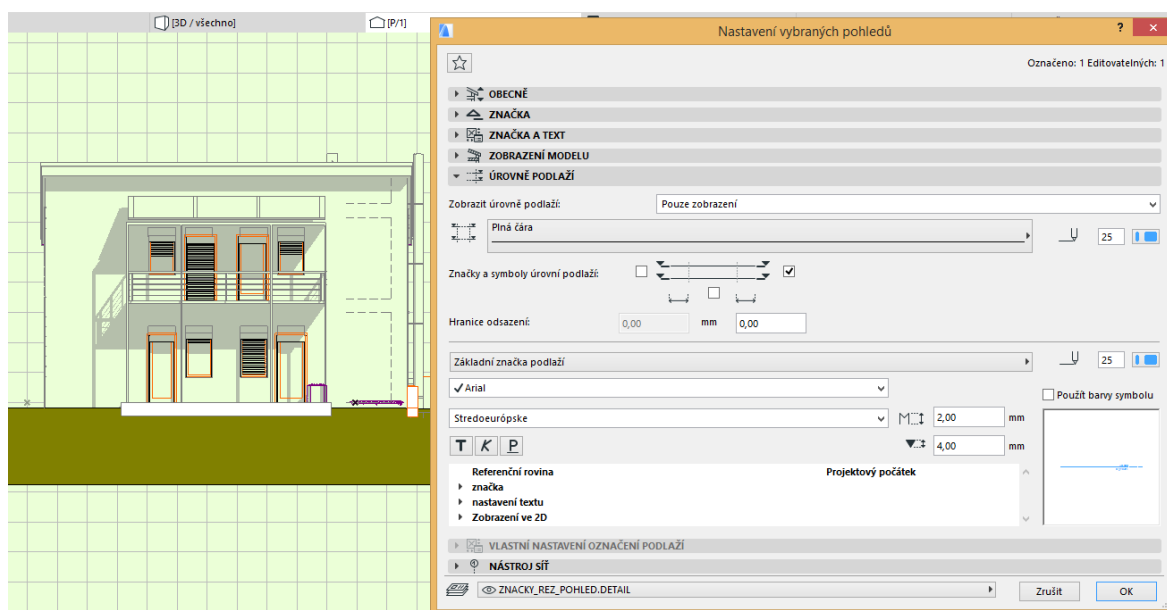 [3D / všechno]
[P/1]
Nastavení vybraných pohledů
?
Označeno: 1 Editovatelných: 1
OBECNĚ
ZNAČKA
ZNAČKA A TEXT
ZOBRAZENÍ MODELU
ÚROVNĚ PODLAŽÍ
Zobrazit úrovně podlaží: Pouze zobrazení
Plná čára
25
Značky a symboly úrovní podlaží:
Hranice odsazení: 0,00 mm 0,00
Základní značka podlaží 25
Arial
Použít barvy symbolu
Stredoeurópske 2,00 mm
T K P 4,00 mm
Referenční rovina Projektový počátek
značka
nastavení textu
Zobrazení ve 2D
VLASTNÍ NASTAVENÍ OZNAČENÍ PODLAŽÍ
NÁSTROJ SÍŤ
ZNACKY_REZ_POHLED.DETAIL Zrušit OK